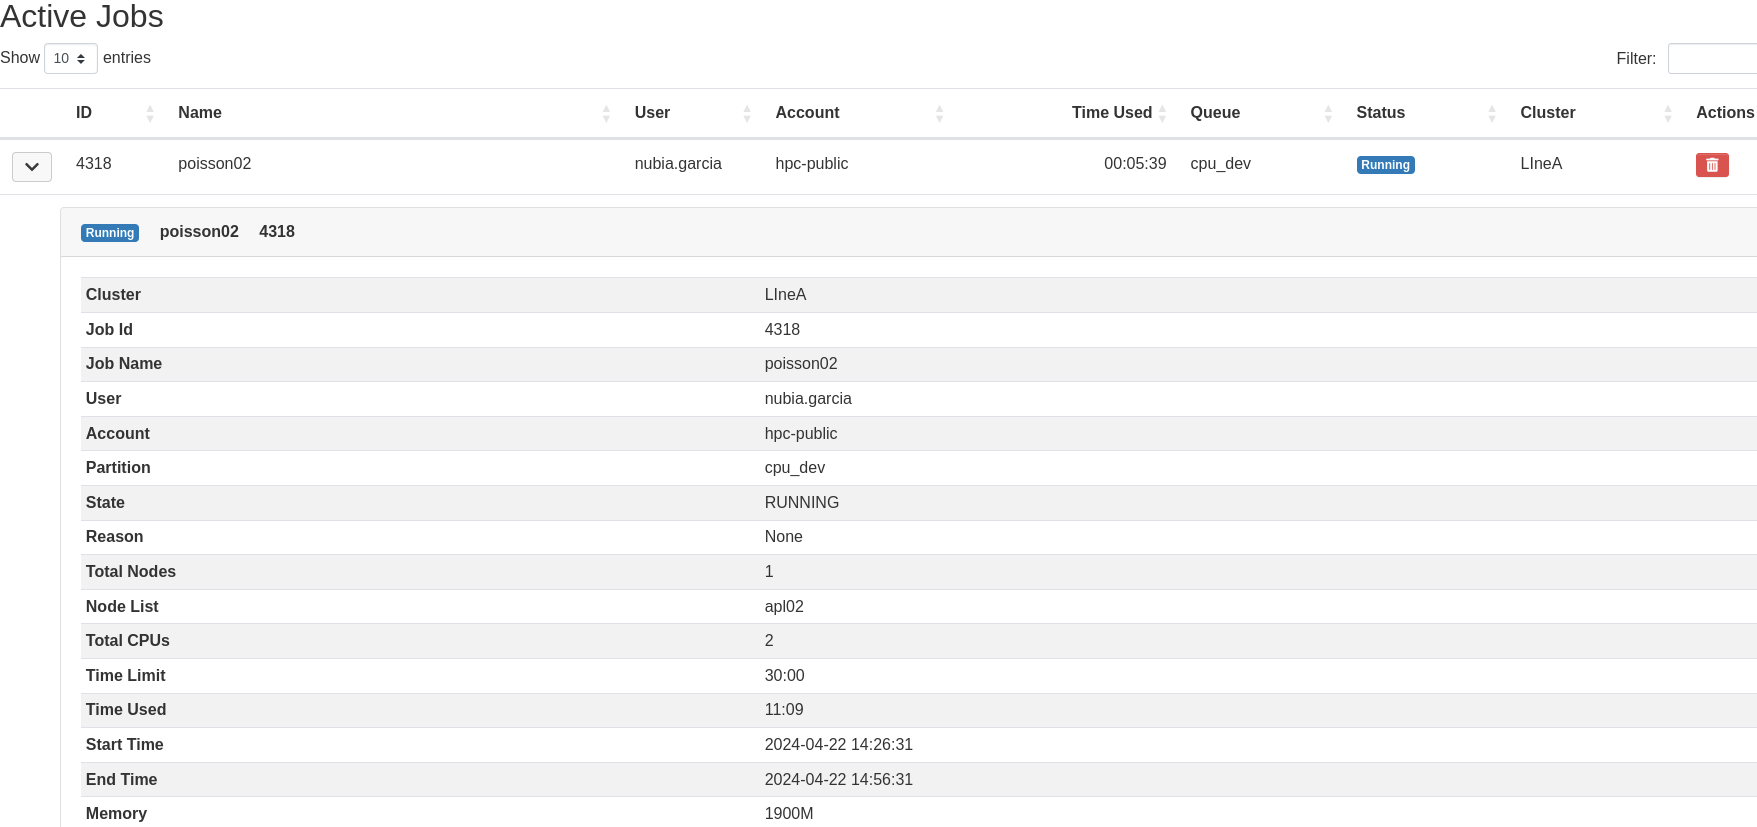 Active Jobs
Show 10 entries Filter:
ID Name User Account Time Used Queue Status Cluster Actions
4318 poisson02 nubia.garcia hpc-public 00:05:39 cpu_dev Running LIneA
Running poisson02 4318
Cluster LIneA
Job Id 4318
Job Name poisson02
User nubia.garcia
Account hpc-public
Partition cpu_dev
State RUNNING
Reason None
Total Nodes 1
Node List apl02
Total CPUs 2
Time Limit 30:00
Time Used 11:09
Start Time 2024-04-22 14:26:31
End Time 2024-04-22 14:56:31
Memory 1900M